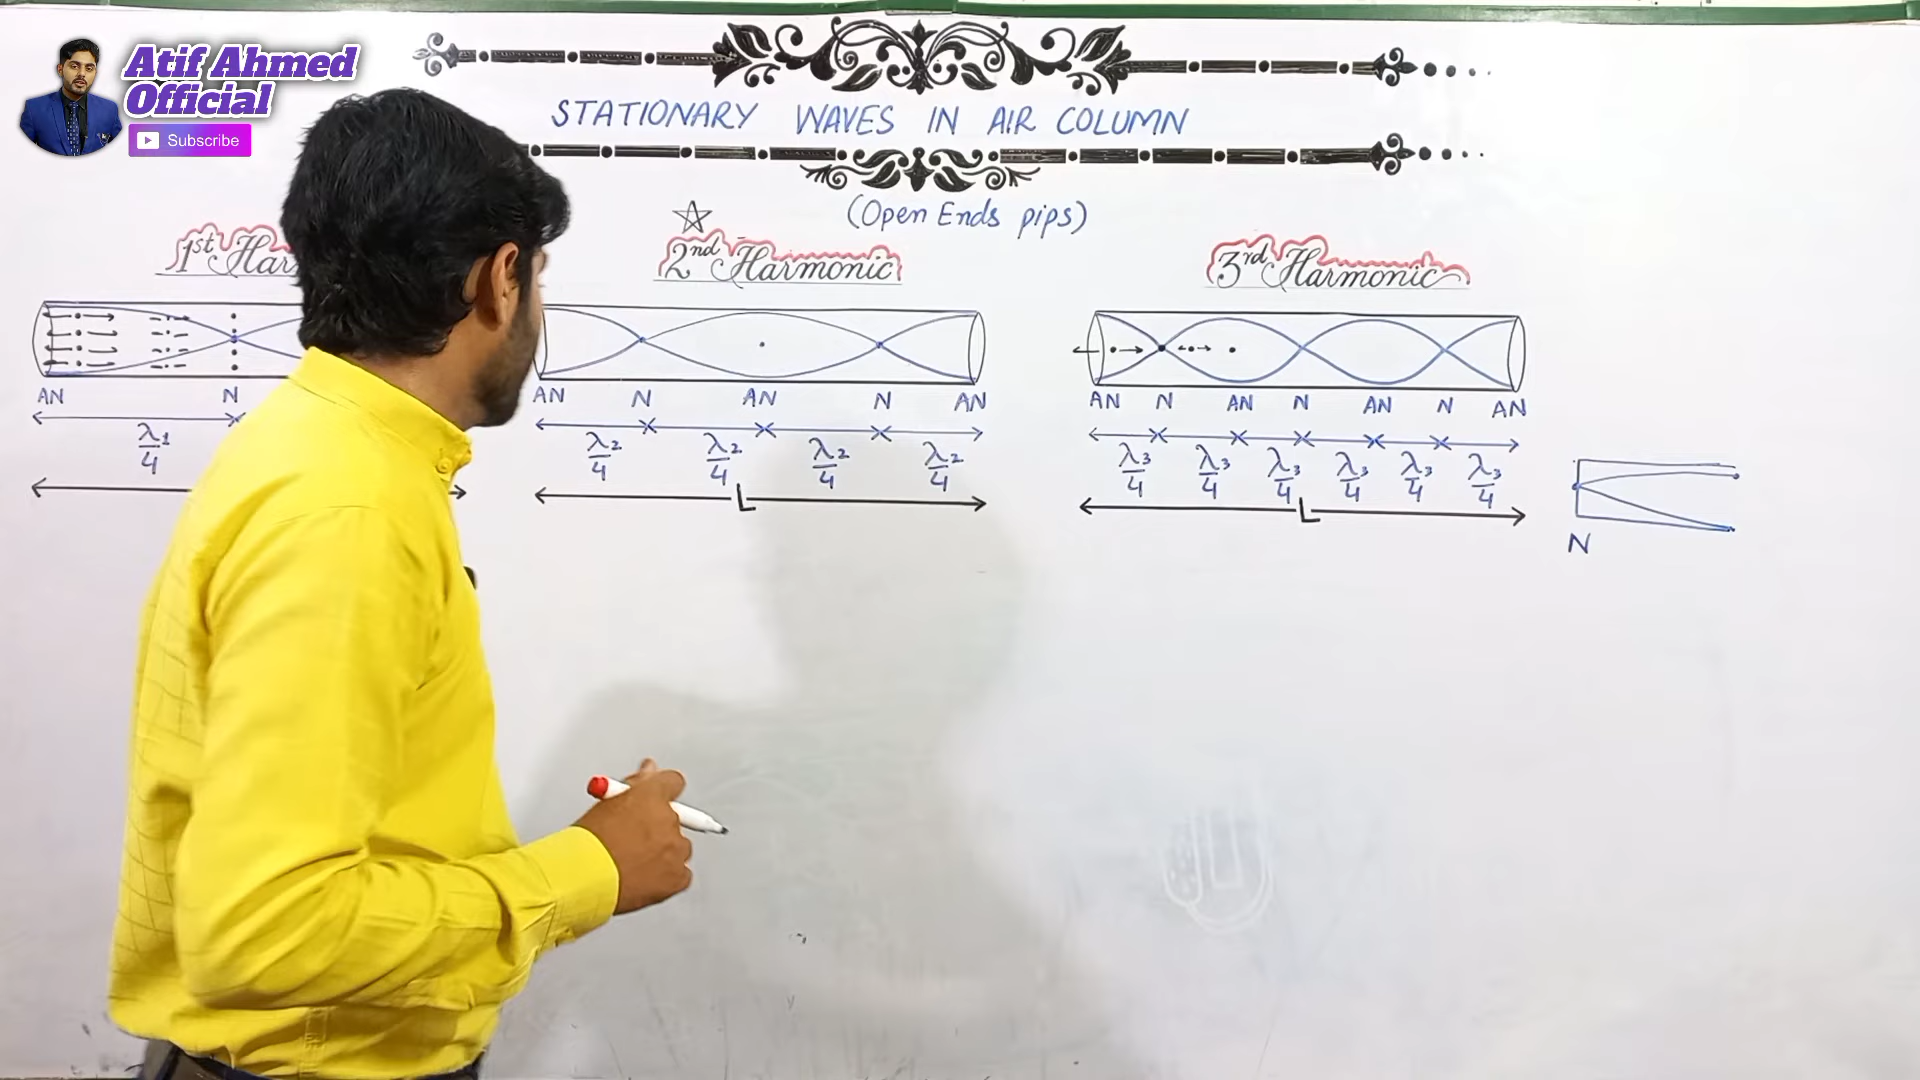 Atif Ahmed
Official
Subscribe
STATIONARY WAVES IN AIR COLUMN
(Open Ends pips)
1st Har
2nd Harmonic
3rd Harmonic
AN N
AN N AN N AN
AN N AN N AN N AN
λ1/4
λ2/4 λ2/4 λ2/4 λ2/4
λ3/4 λ3/4 λ3/4 λ3/4 λ3/4 λ3/4
L
L
N